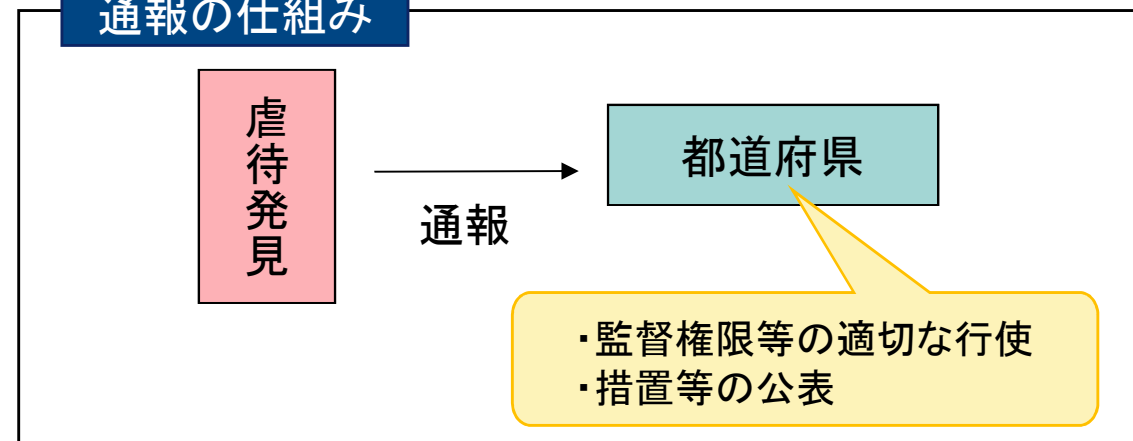 通報の仕組み
虐待発見
通報
都道府県
・監督権限等の適切な行使
・措置等の公表